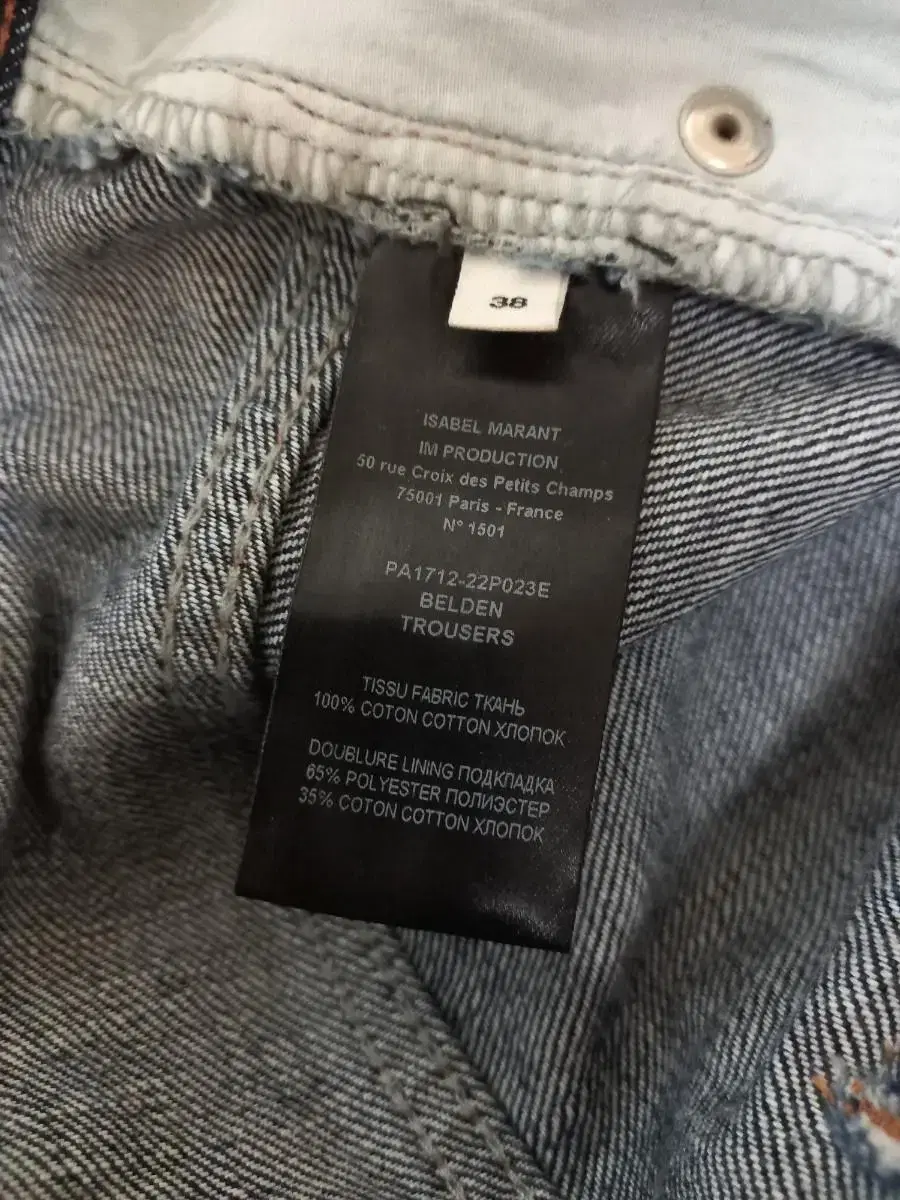 38
ISABEL MARANT
IM PRODUCTION
50 rue Croix des Petits Champs
75001 Paris - France
N° 1501
PA1712-22P023E
BELDEN
TROUSERS
TISSU FABRIC ТКАНЬ
100% COTON COTTON ХЛОПОК
DOUBLURE LINING ПОДКЛАДКА
65% POLYESTER ПОЛИЭСТЕР
35% COTON COTTON ХЛОПОК